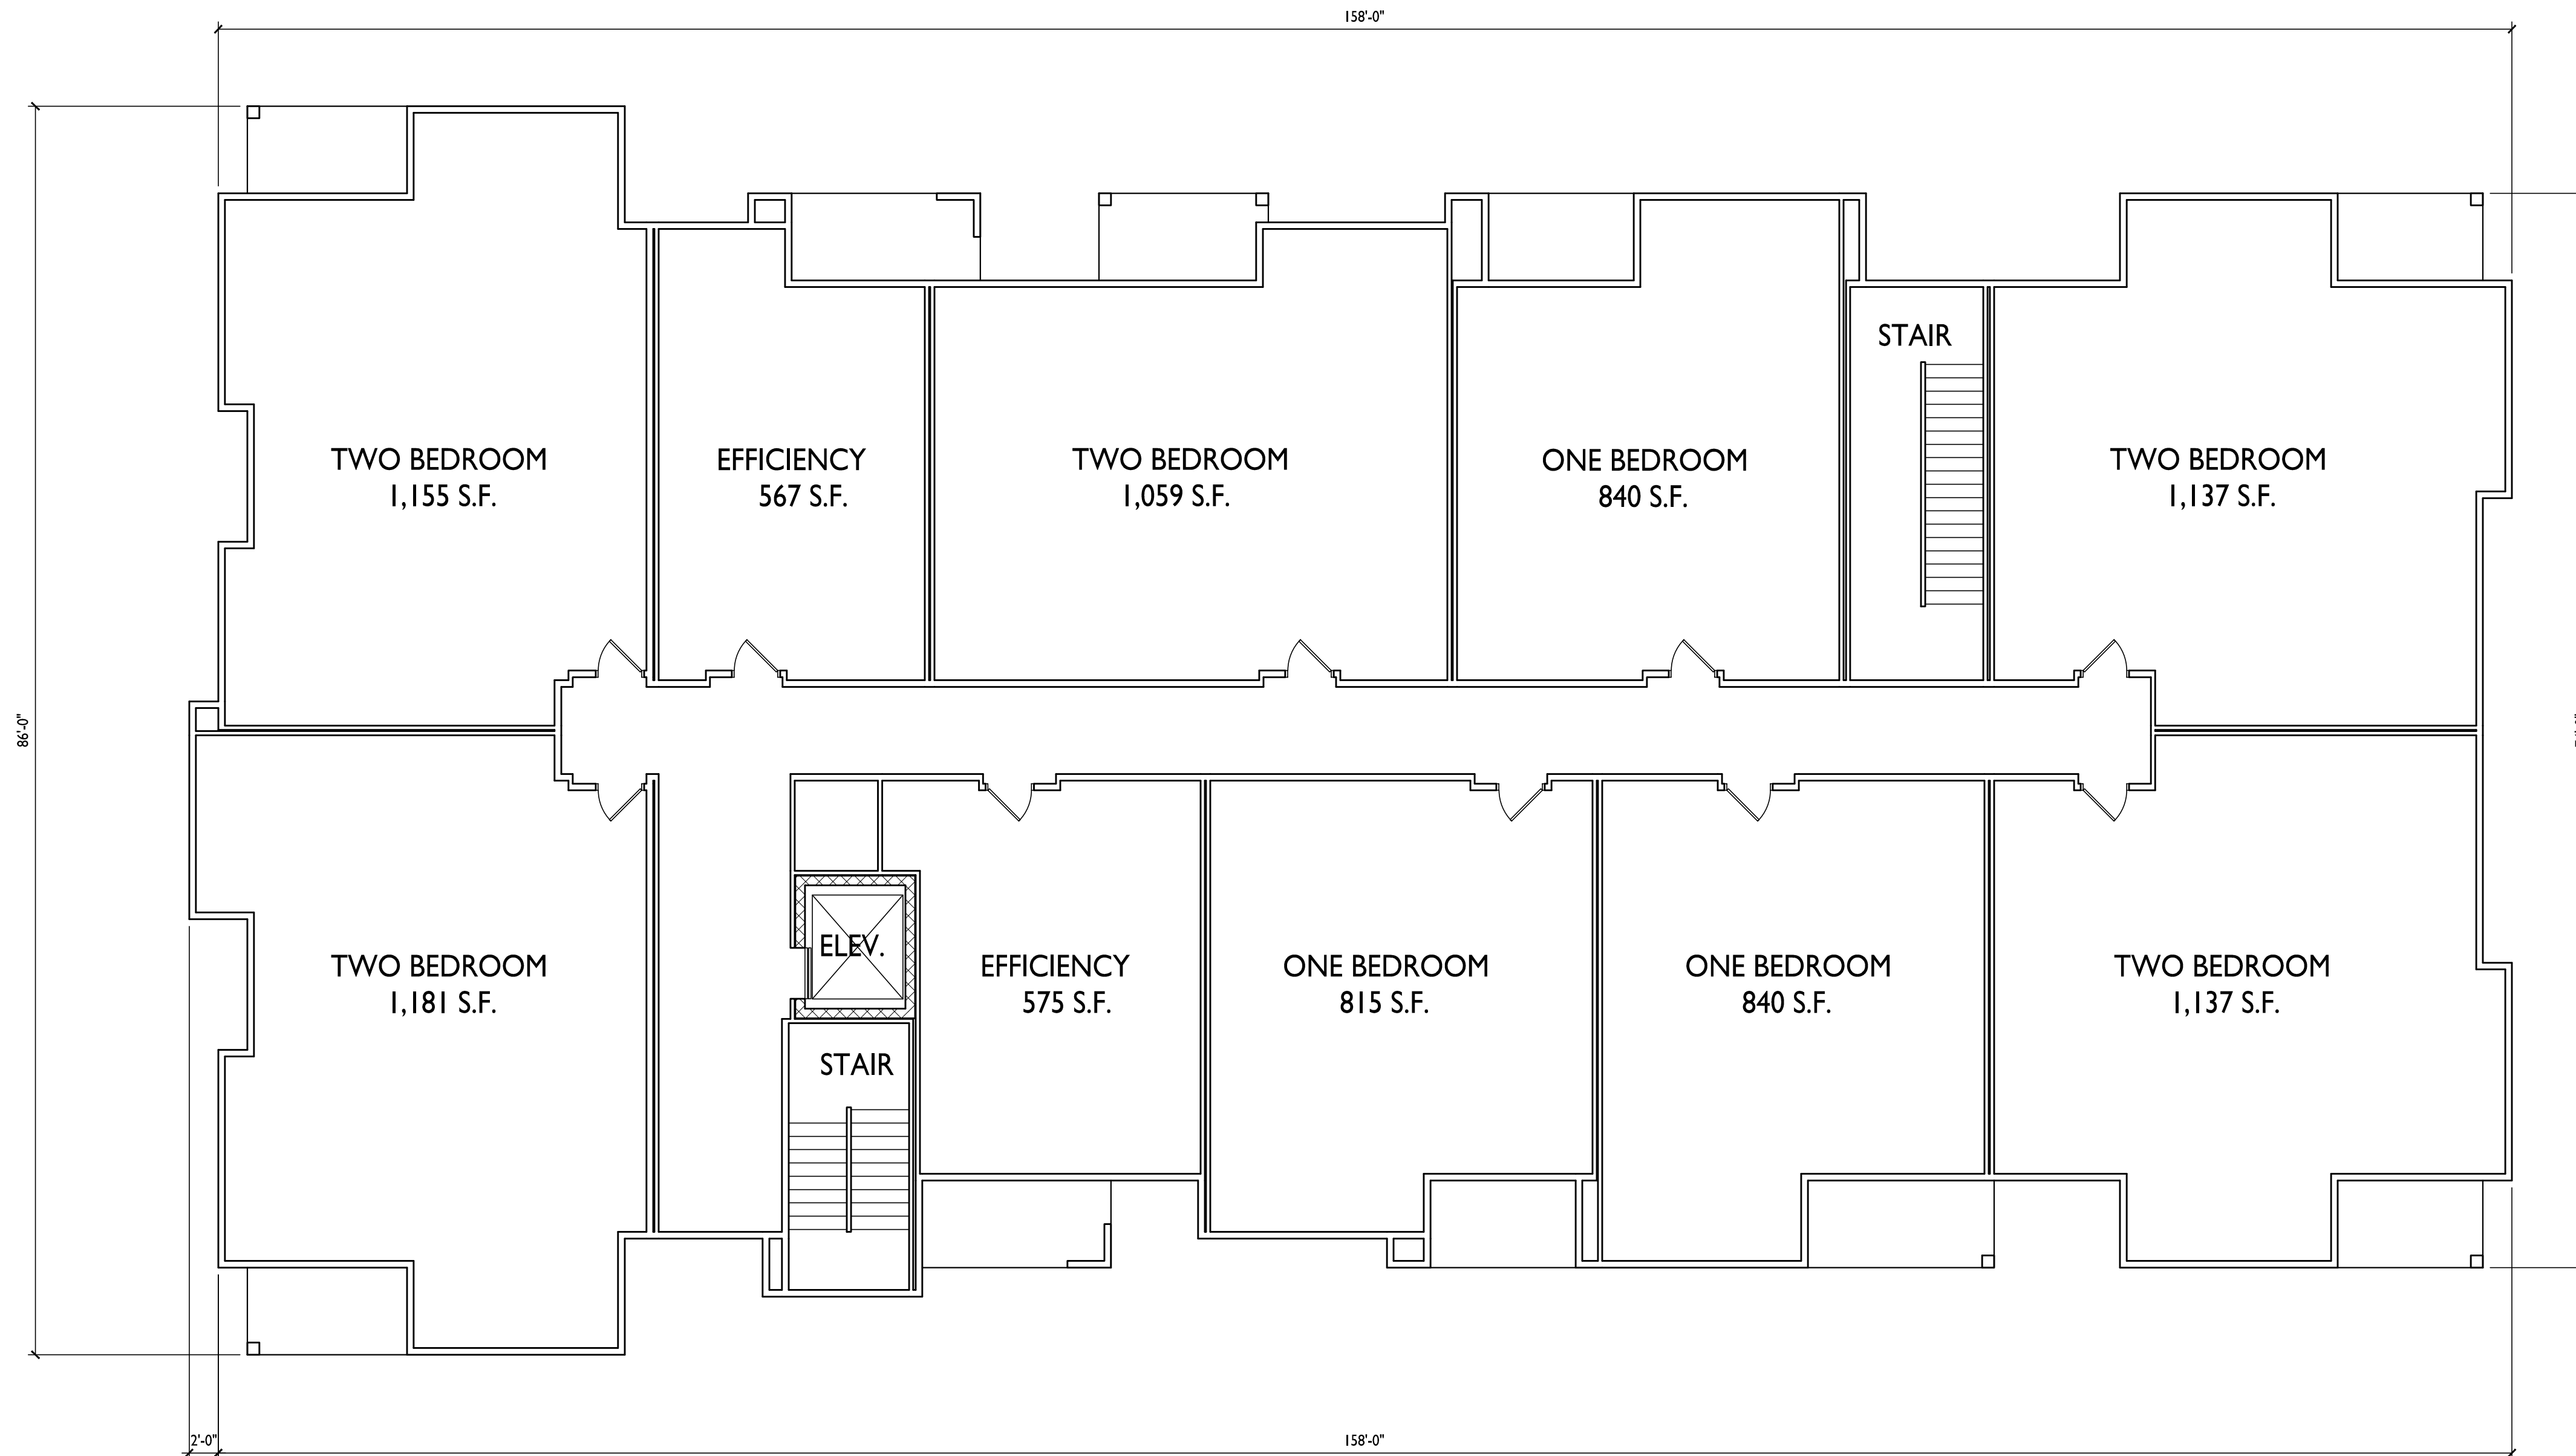 158'-0"
86'-0"
TWO BEDROOM
1,155 S.F.
EFFICIENCY
567 S.F.
TWO BEDROOM
1,059 S.F.
ONE BEDROOM
840 S.F.
STAIR
TWO BEDROOM
1,137 S.F.
TWO BEDROOM
1,181 S.F.
ELEV.
STAIR
EFFICIENCY
575 S.F.
ONE BEDROOM
815 S.F.
ONE BEDROOM
840 S.F.
TWO BEDROOM
1,137 S.F.
2'-0"
158'-0"